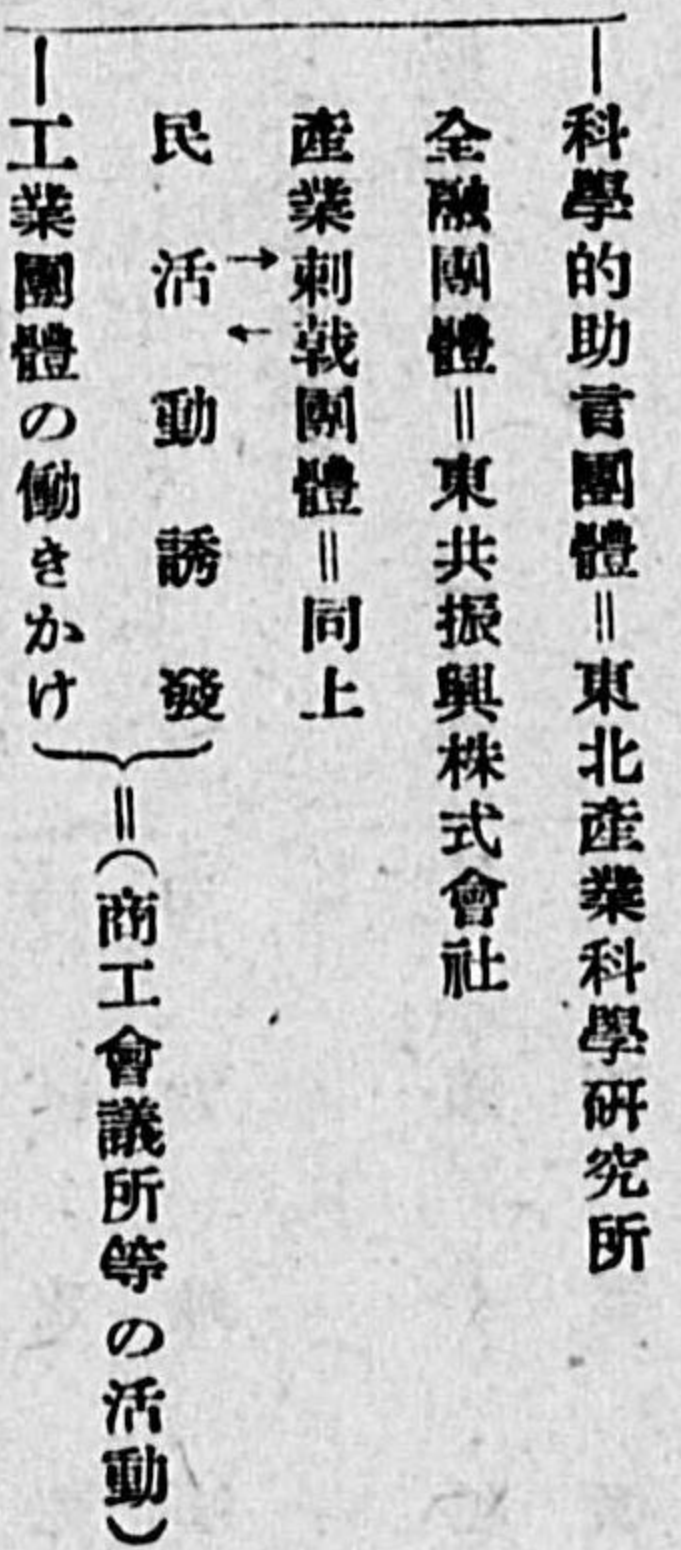 科學的助言團體＝東北產業科學研究所
全融團體＝東共振興株式會社
產業刺戟團體＝同上
→←
民活動誘發
工業團體の働きかけ
＝（商工會議所等の活動）